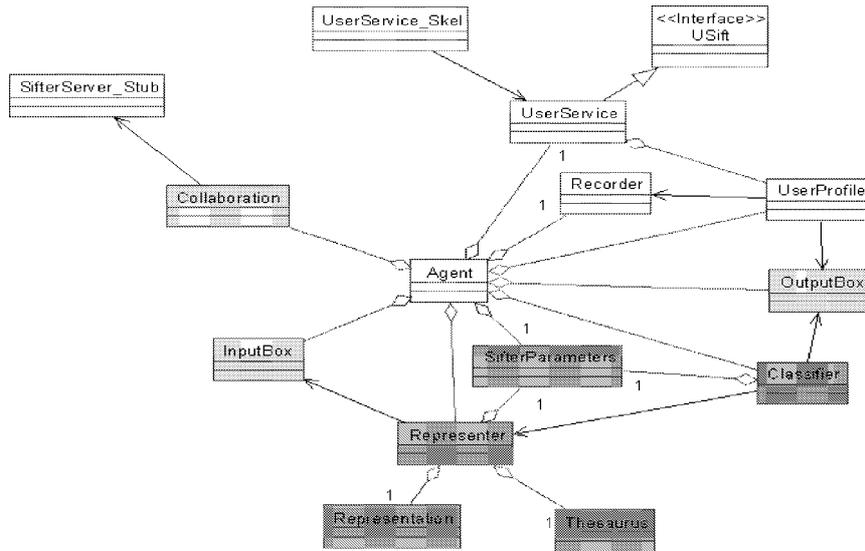 UserService_Skel
<<Interface>>
USift
SifterServer_Stub
UserService
1
Recorder
UserProfile
Collaboration
1
Agent
OutputBox
1
InputBox
SifterParameters
Classifier
1
1
Representer
1
Representation
1
Thesaurus